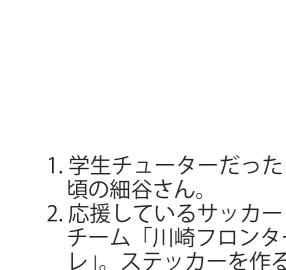 1. 学生チューターだった
頃の細谷さん。
2. 応援しているサッカー
チーム「川崎フロンター
レ」。ステッカーを作る